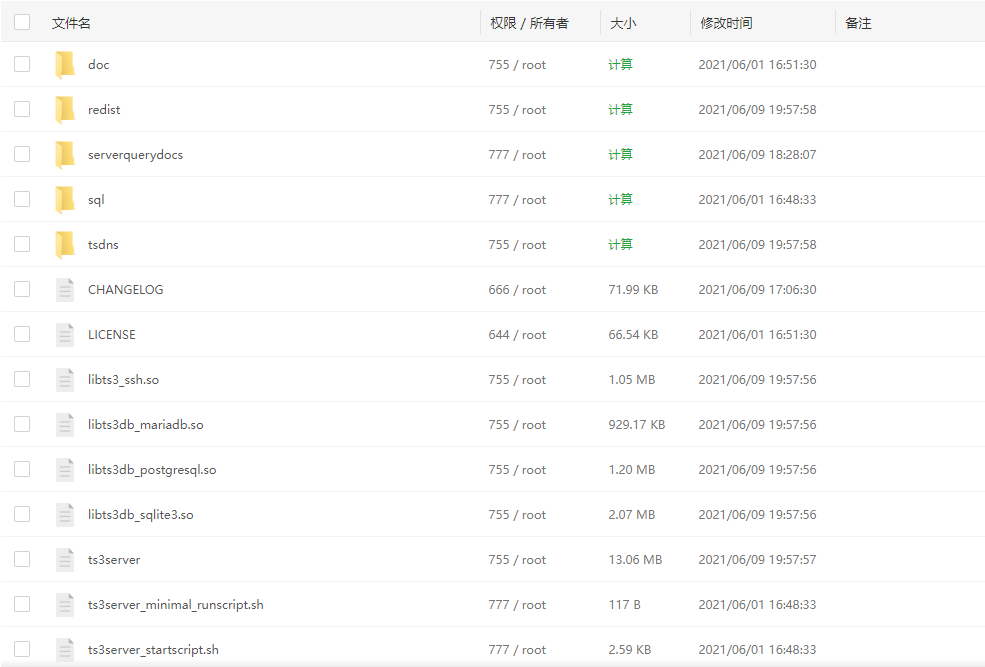 文件名 权限 / 所有者 大小 修改时间 备注
doc 755 / root 计算 2021/06/01 16:51:30
redist 755 / root 计算 2021/06/09 19:57:58
serverquerydocs 777 / root 计算 2021/06/09 18:28:07
sql 777 / root 计算 2021/06/01 16:48:33
tsdns 755 / root 计算 2021/06/09 19:57:58
CHANGELOG 666 / root 71.99 KB 2021/06/09 17:06:30
LICENSE 644 / root 66.54 KB 2021/06/01 16:51:30
libts3_ssh.so 755 / root 1.05 MB 2021/06/09 19:57:56
libts3db_mariadb.so 755 / root 929.17 KB 2021/06/09 19:57:56
libts3db_postgresql.so 755 / root 1.20 MB 2021/06/09 19:57:56
libts3db_sqlite3.so 755 / root 2.07 MB 2021/06/09 19:57:56
ts3server 755 / root 13.06 MB 2021/06/09 19:57:57
ts3server_minimal_runscript.sh 777 / root 117 B 2021/06/01 16:48:33
ts3server_startscript.sh 777 / root 2.59 KB 2021/06/01 16:48:33